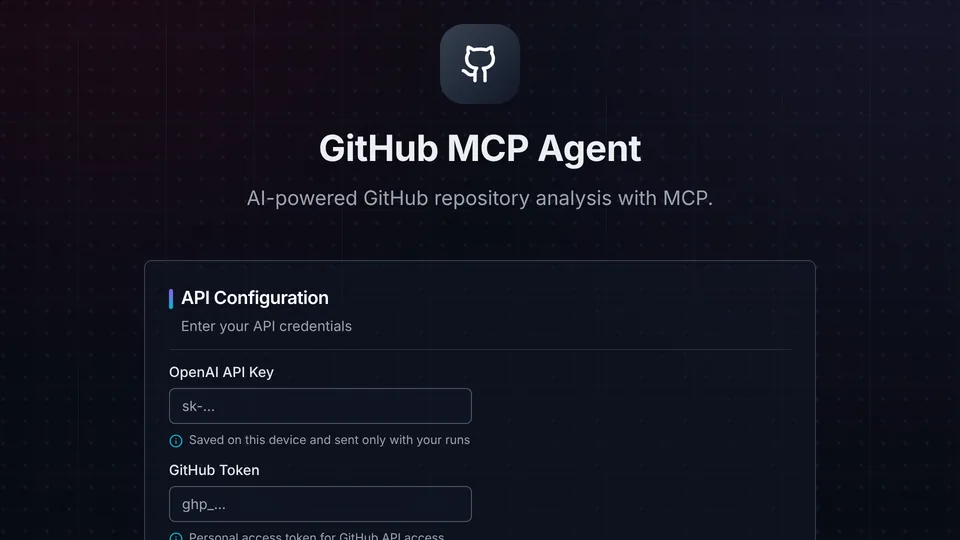 GitHub MCP Agent
AI-powered GitHub repository analysis with MCP.
API Configuration
Enter your API credentials
OpenAI API Key
sk-...
Saved on this device and sent only with your runs
GitHub Token
ghp_...
Personal access token for GitHub API access